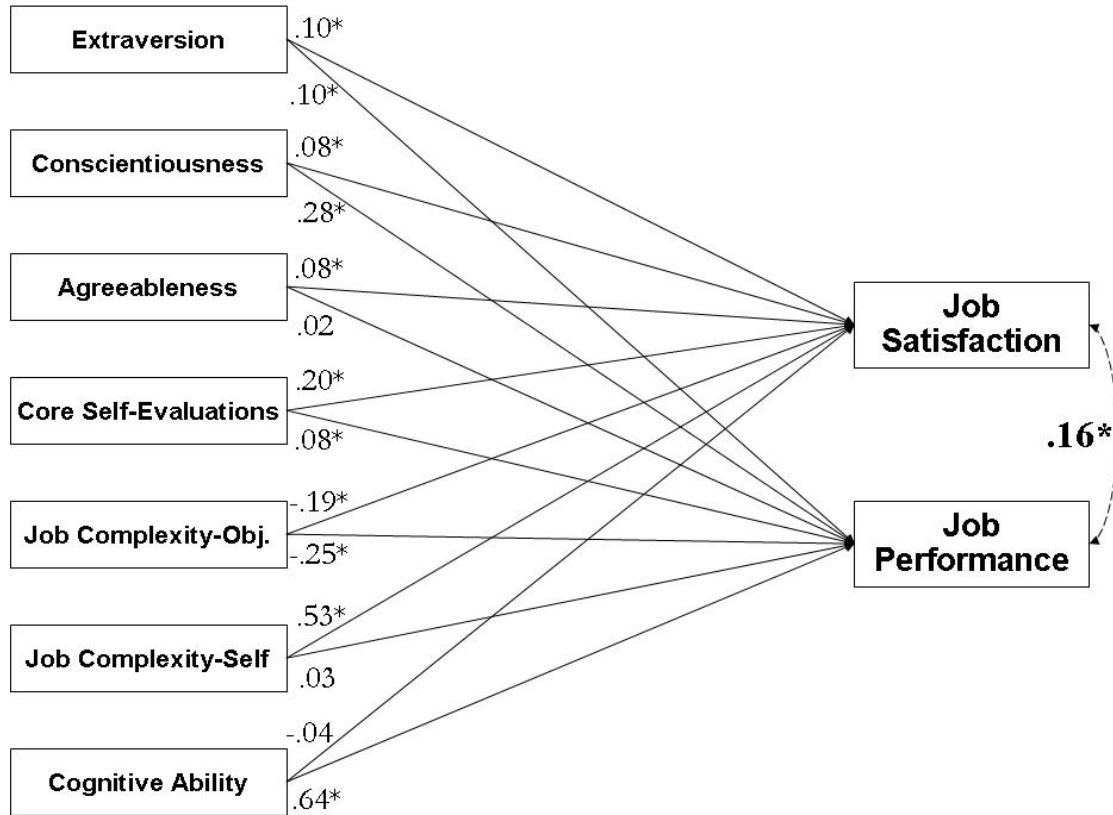 Extraversion
.10*
.10*
Conscientiousness
.08*
.28*
Agreeableness
.08*
.02
Core Self-Evaluations
.20*
.08*
Job Complexity-Obj.
-.19*
-.25*
Job Complexity-Self
.53*
.03
Cognitive Ability
-.04
.64*
Job
Satisfaction
.16*
Job
Performance